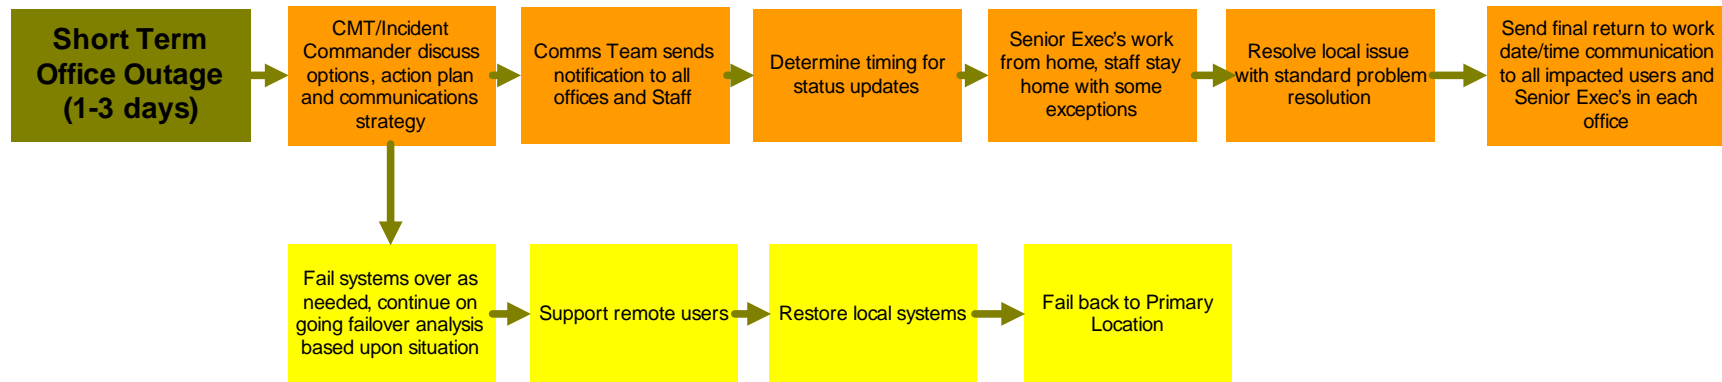 Short Term
Office Outage
(1-3 days)
CMT/Incident
Commander discuss
options, action plan
and communications
strategy
Comms Team sends
notification to all
offices and Staff
Determine timing for
status updates
Senior Exec's work
from home, staff stay
home with some
exceptions
Resolve local issue
with standard problem
resolution
Send final return to work
date/time communication
to all impacted users and
Senior Exec's in each
office
Fail systems over as
needed, continue on
going failover analysis
based upon situation
Support remote users
Restore local systems
Fail back to Primary
Location